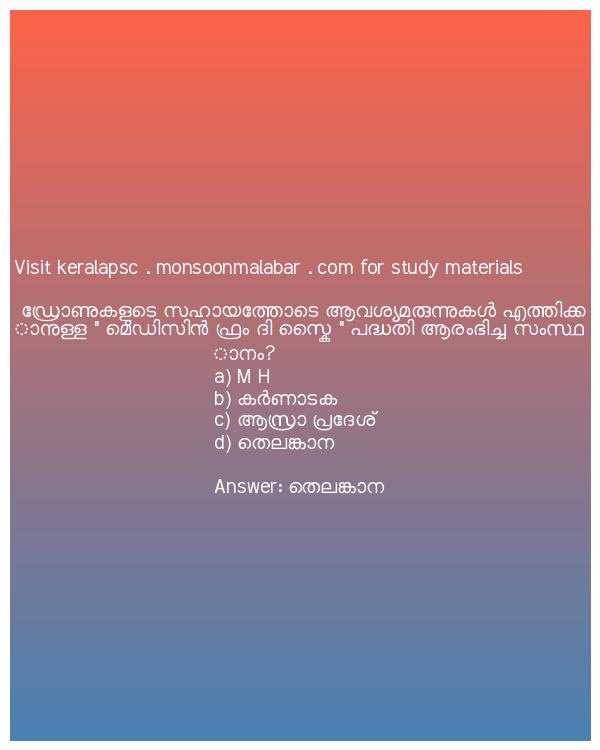 Visit keralapsc . monsoonmalabar . com for study materials
ഡ്രോണുകളുടെ സഹായത്തോടെ ആവശ്യമരുന്നുകൾ എത്തിക്ക
ാനുള്ള " മെഡിസിൻ ഫ്രം ദി സ്കൈ " പദ്ധതി ആരംഭിച്ച സംസ്ഥ
ാനം?
a) M H
b) കർണാടക
c) ആന്ധ്രാ പ്രദേശ്
d) തെലങ്കാന
Answer: തെലങ്കാന